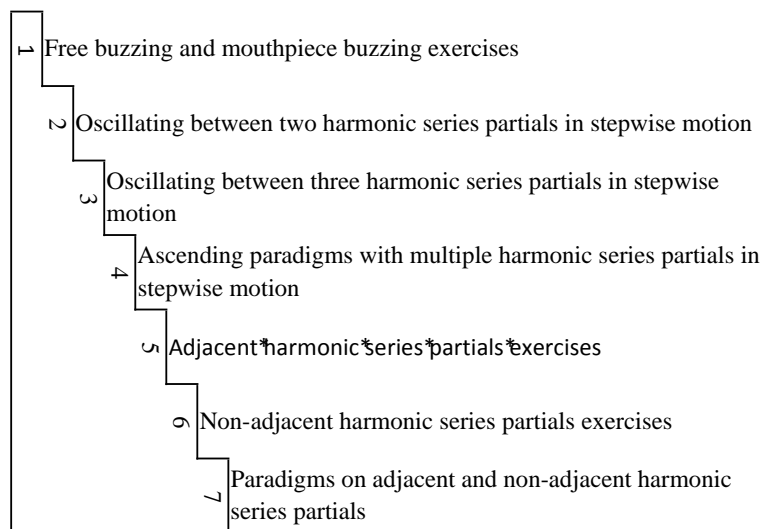 1 Free buzzing and mouthpiece buzzing exercises
2 Oscillating between two harmonic series partials in stepwise motion
3 Oscillating between three harmonic series partials in stepwise
motion
4 Ascending paradigms with multiple harmonic series partials in
stepwise motion
5 Adjacent*harmonic*series*partials*exercises
6 Non-adjacent harmonic series partials exercises
7 Paradigms on adjacent and non-adjacent harmonic
series partials